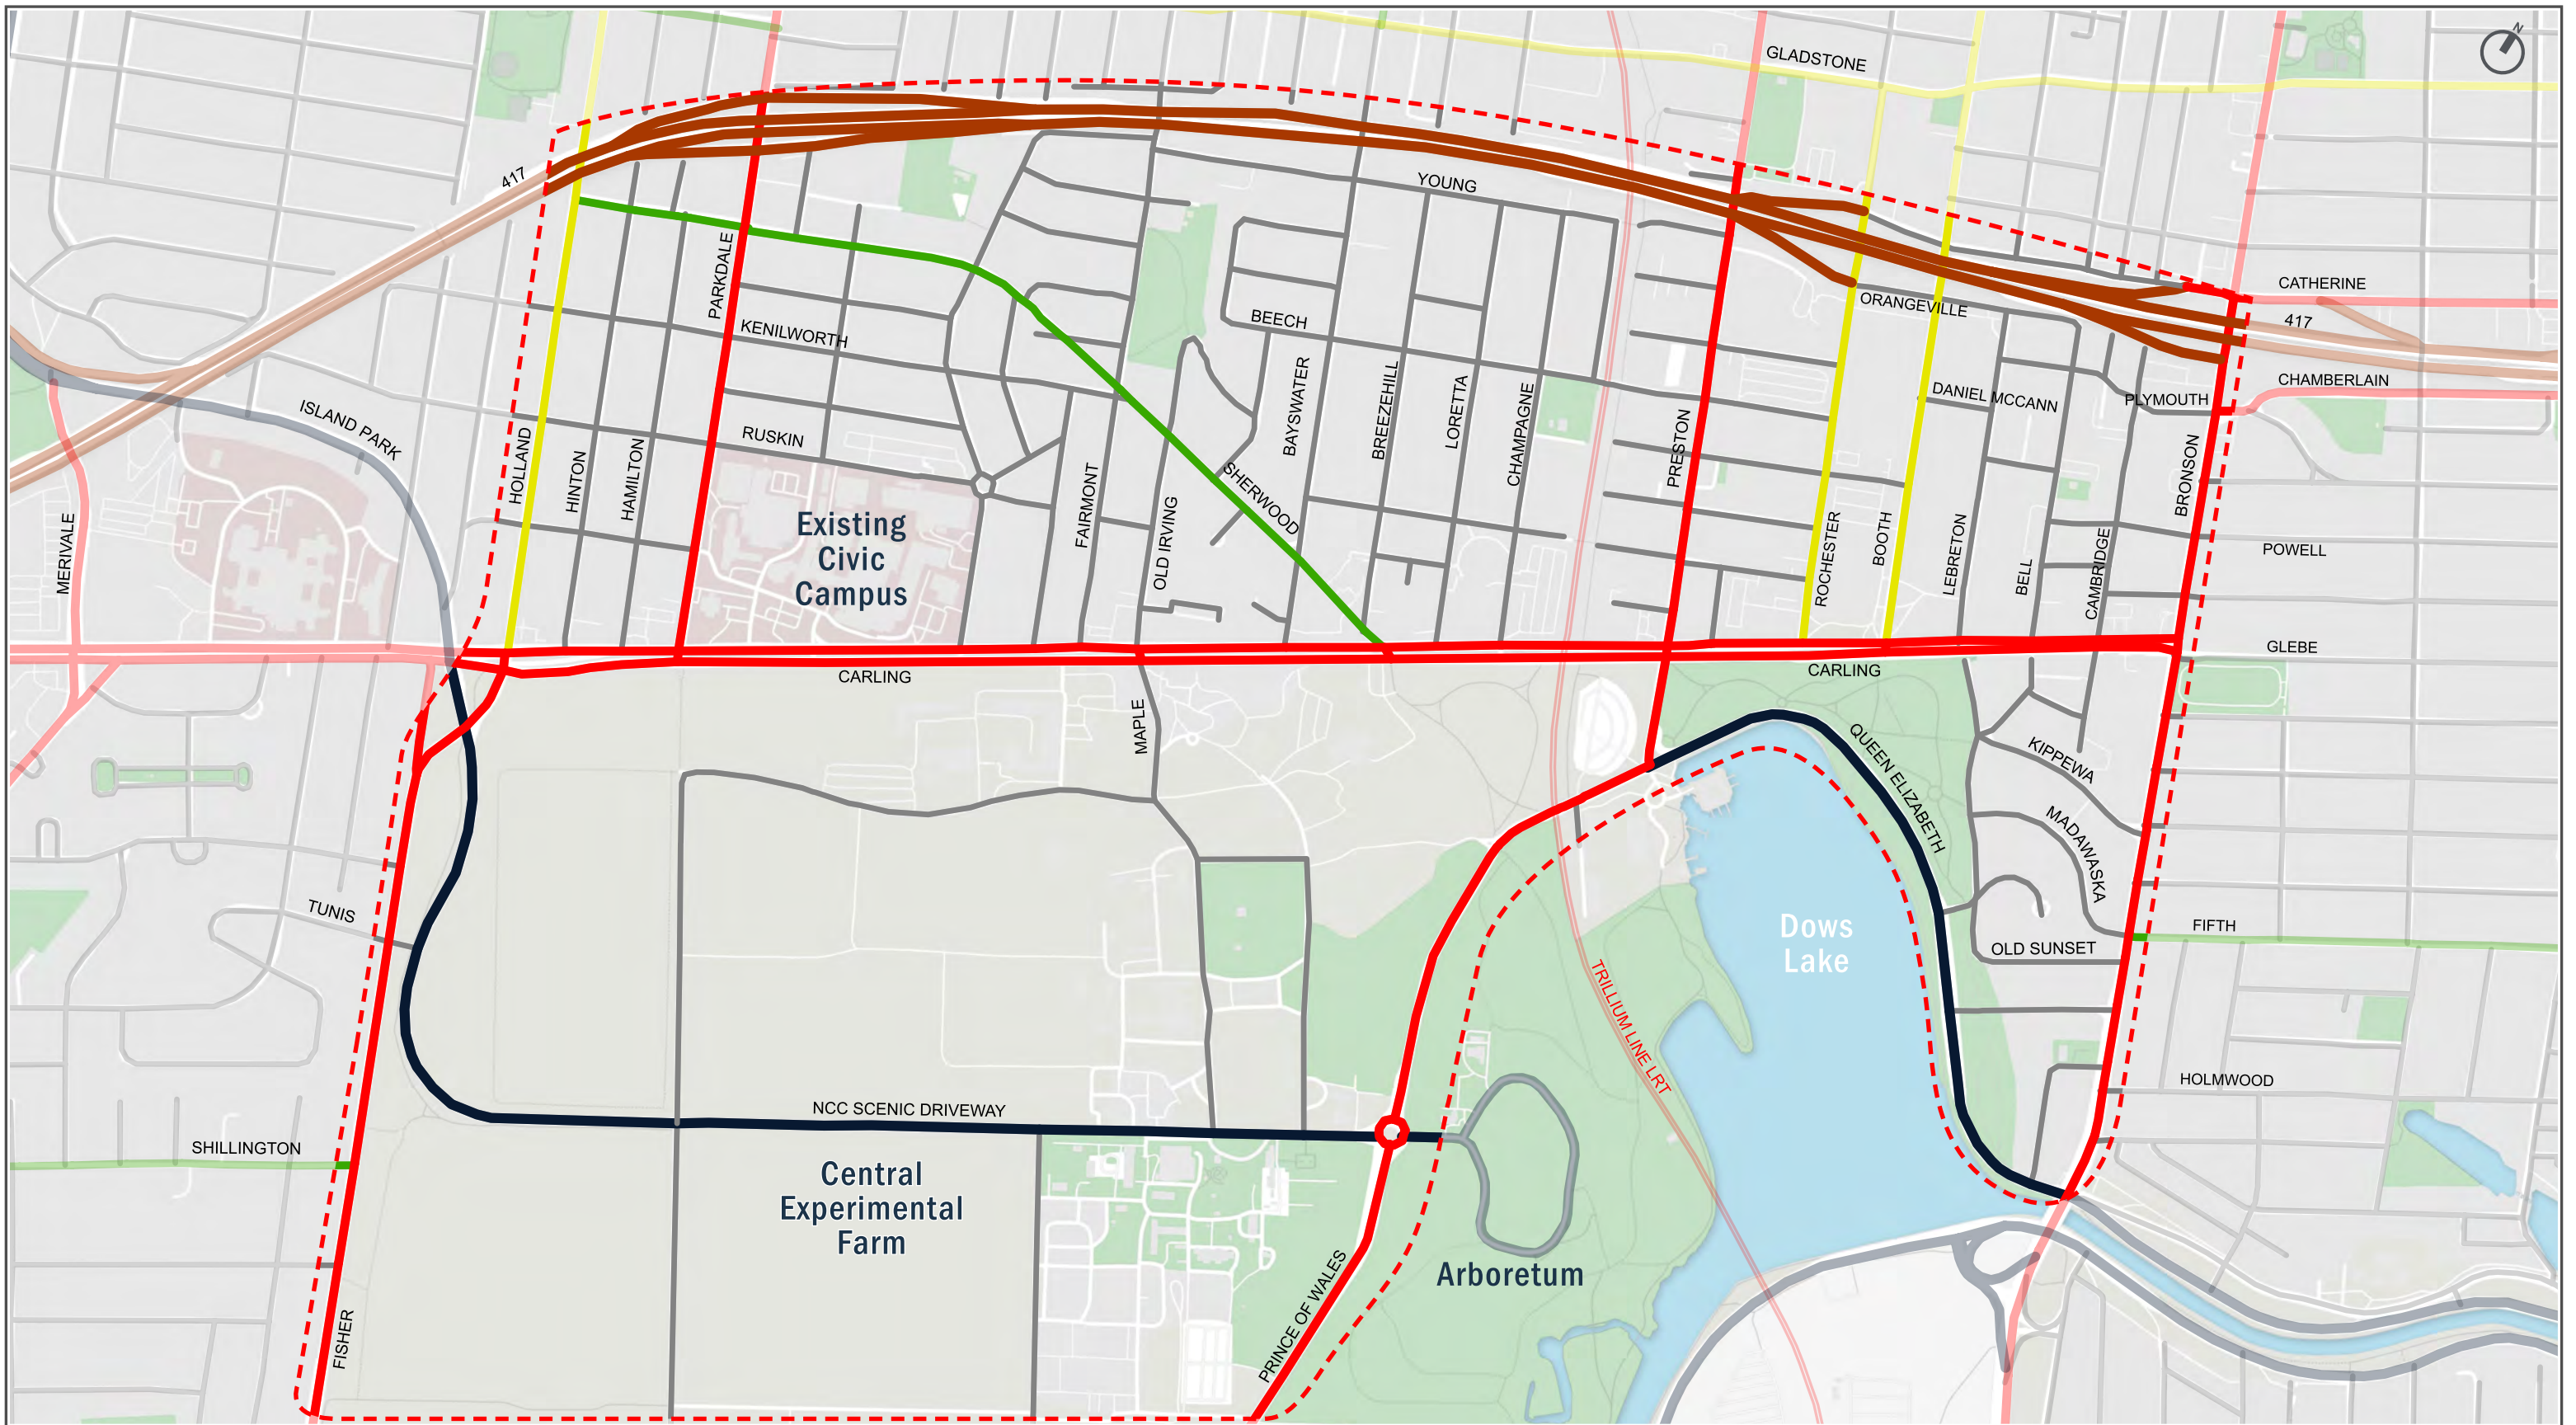 N
GLADSTONE
417
YOUNG
CATHERINE
417
ORANGEVILLE
PARKDALE
KENILWORTH
BEECH
CHAMBERLAIN
DANIEL MCCANN
PLYMOUTH
ISLAND PARK
RUSKIN
BAYSWATER
BREEZEHILL
LORETTA
CHAMPAGNE
PRESTON
BRONSON
HOLLAND
HINTON
HAMILTON
FAIRMONT
OLD IRVING
SHERWOOD
Existing
Civic
Campus
MERIVALE
ROCHESTER
BOOTH
LEBRETON
BELL
CAMBRIDGE
POWELL
GLEBE
CARLING
CARLING
MAPLE
QUEEN ELIZABETH
KIPPEWA
MADAWASKA
TUNIS
Dows
Lake
FIFTH
OLD SUNSET
TRILLIUM LINE LRT
HOLMWOOD
NCC SCENIC DRIVEWAY
SHILLINGTON
Central
Experimental
Farm
Arboretum
PRINCE OF WALES
FISHER